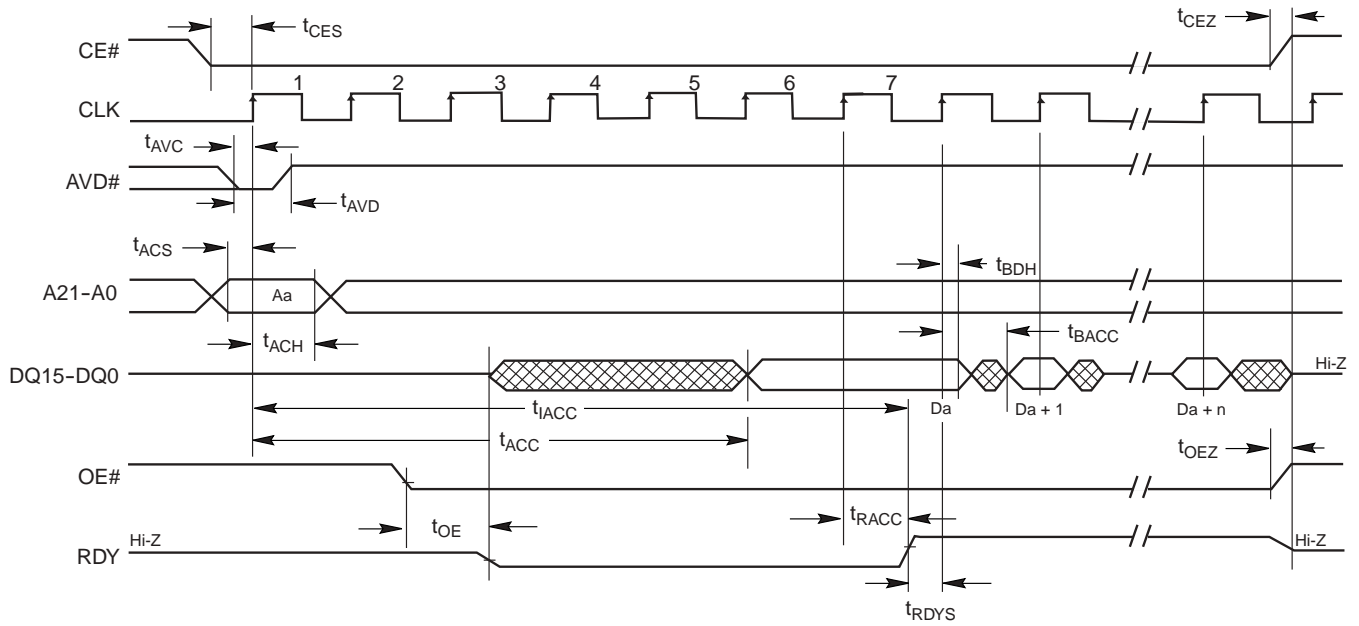 tCES
tCEZ
CE#
1 2 3 4 5 6 7
CLK
tAVC
AVD#
tAVD
tACS
tBDH
A21-A0
Aa
tACH
tBACC
DQ15-DQ0
Hi-Z
tIACC
Da
Da + 1
Da + n
tACC
tOEZ
OE#
tOE
tRACC
Hi-Z
Hi-Z
RDY
tRDYS